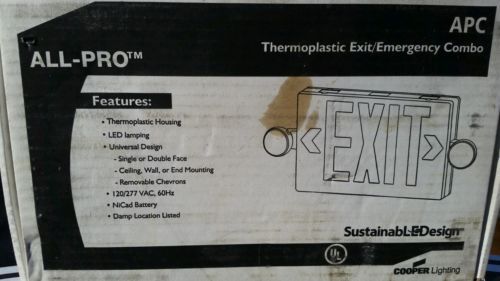 APC
Thermoplastic Exit/Emergency Combo
ALL-PRO™
Features:
• Thermoplastic Housing
• LED lamping
• Universal Design
- Single or Double Face
- Ceiling, Wall, or End Mounting
- Removable Chevrons
• 120/277 VAC, 60Hz
• NiCad Battery
• Damp Location Listed
EXIT
SustainabLEDesign
UL
COOPER Lighting